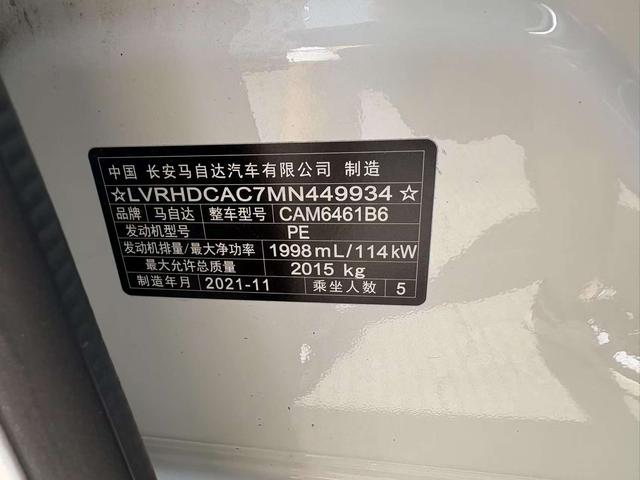 中国 长安马自达汽车有限公司 制造
☆LVRHDCAC7MN449934☆
品牌 马自达 整车型号 CAM6461B6
发动机型号 PE
发动机排量/最大净功率 1998mL/114kW
最大允许总质量 2015 kg
制造年月 2021-11 乘坐人数 5